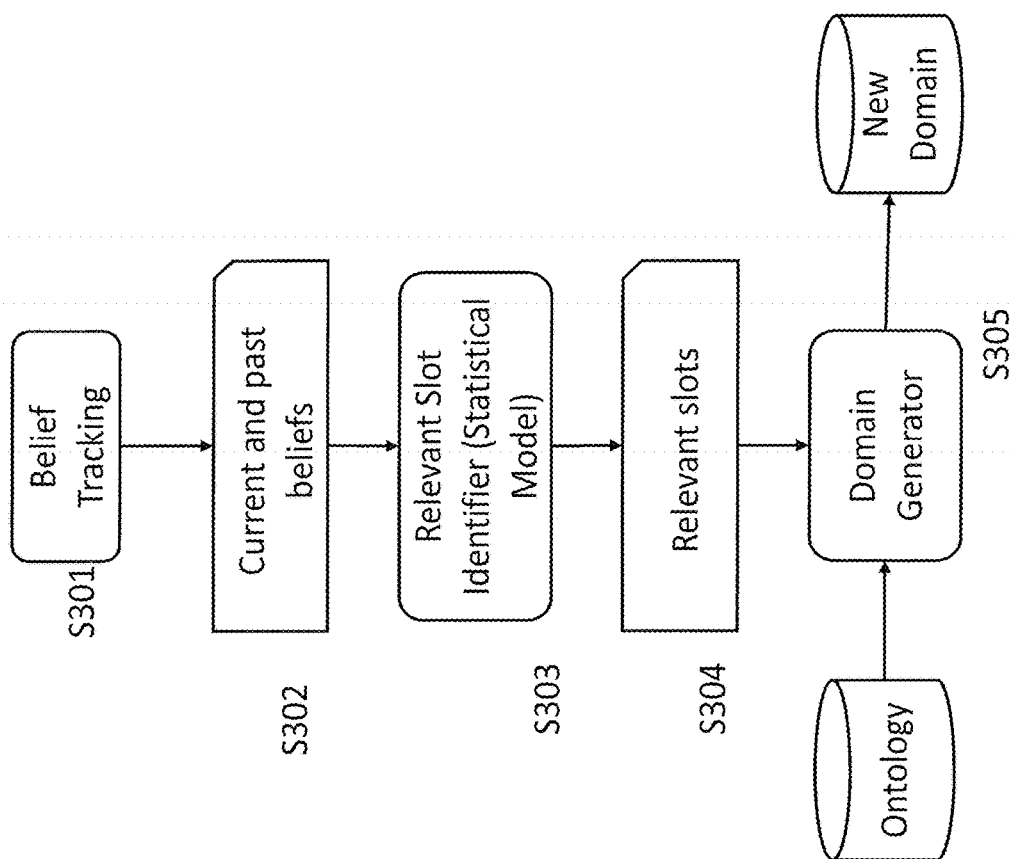 Belief
Tracking
S301
Current and past
beliefs
S302
Relevant Slot
Identifier (Statistical
Model)
S303
Relevant slots
S304
Ontology
Domain
Generator
S305
New
Domain